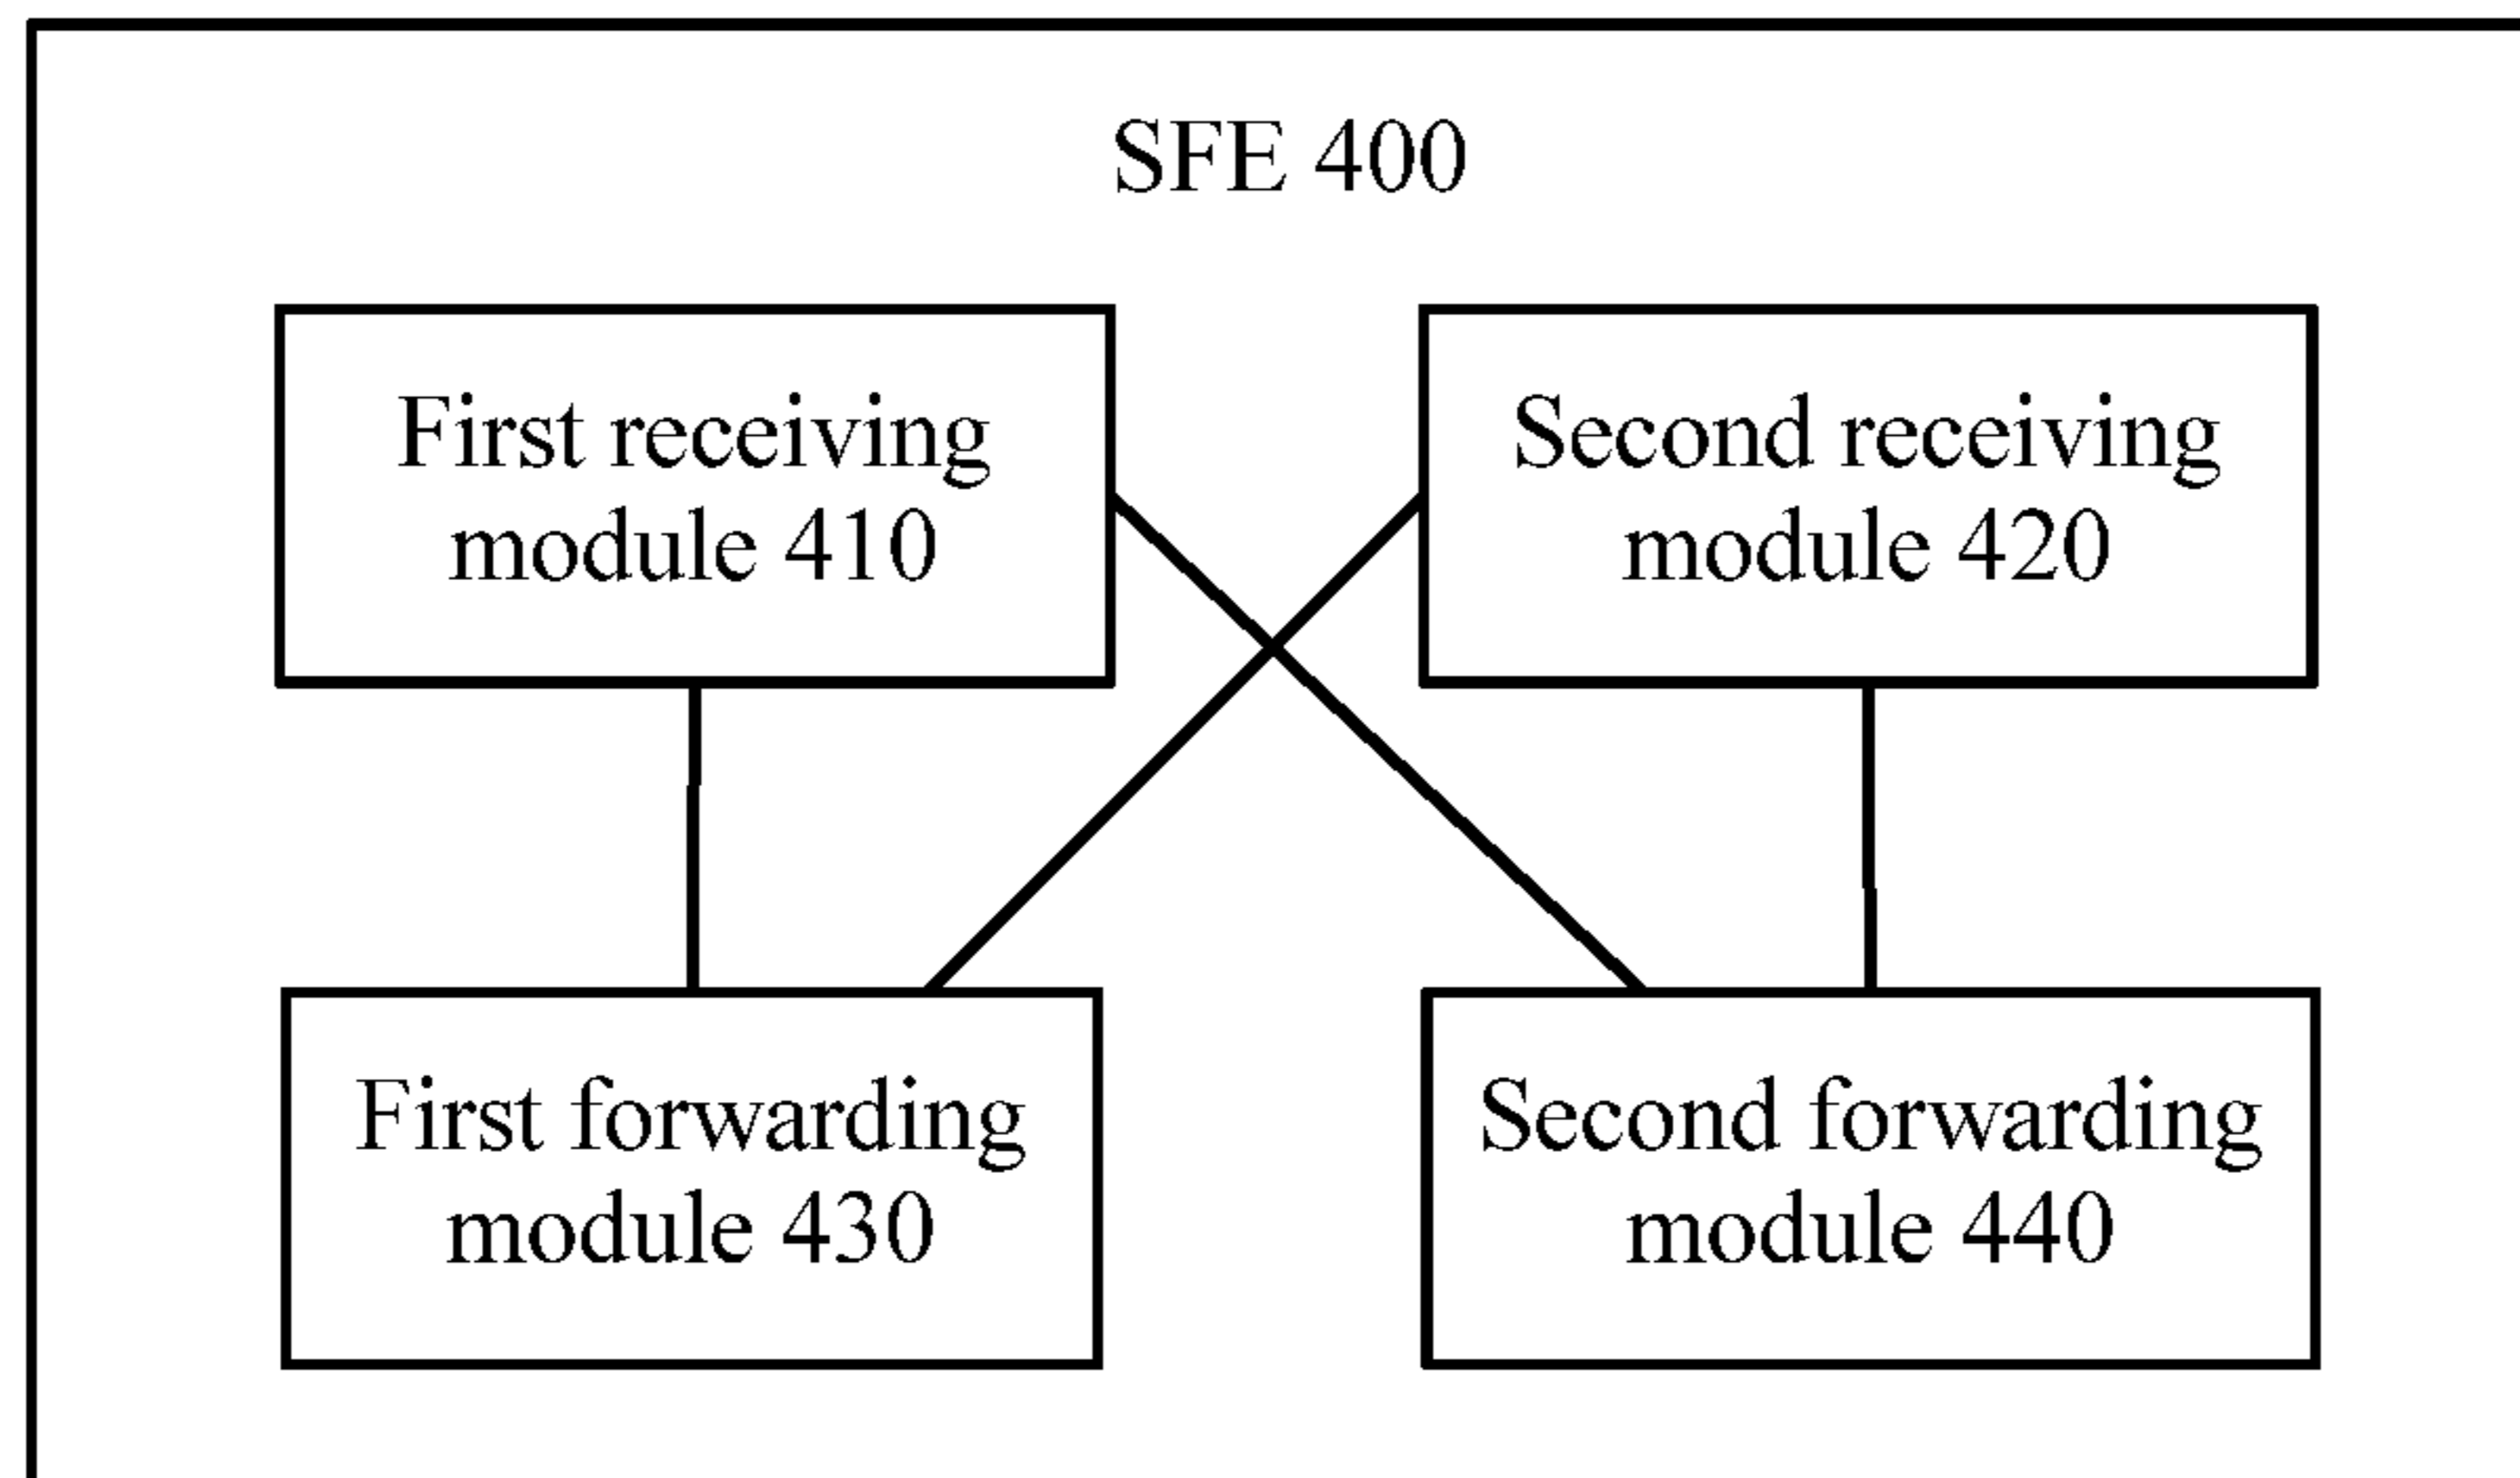 SFE 400
First receiving
module 410
Second receiving
module 420
First forwarding
module 430
Second forwarding
module 440